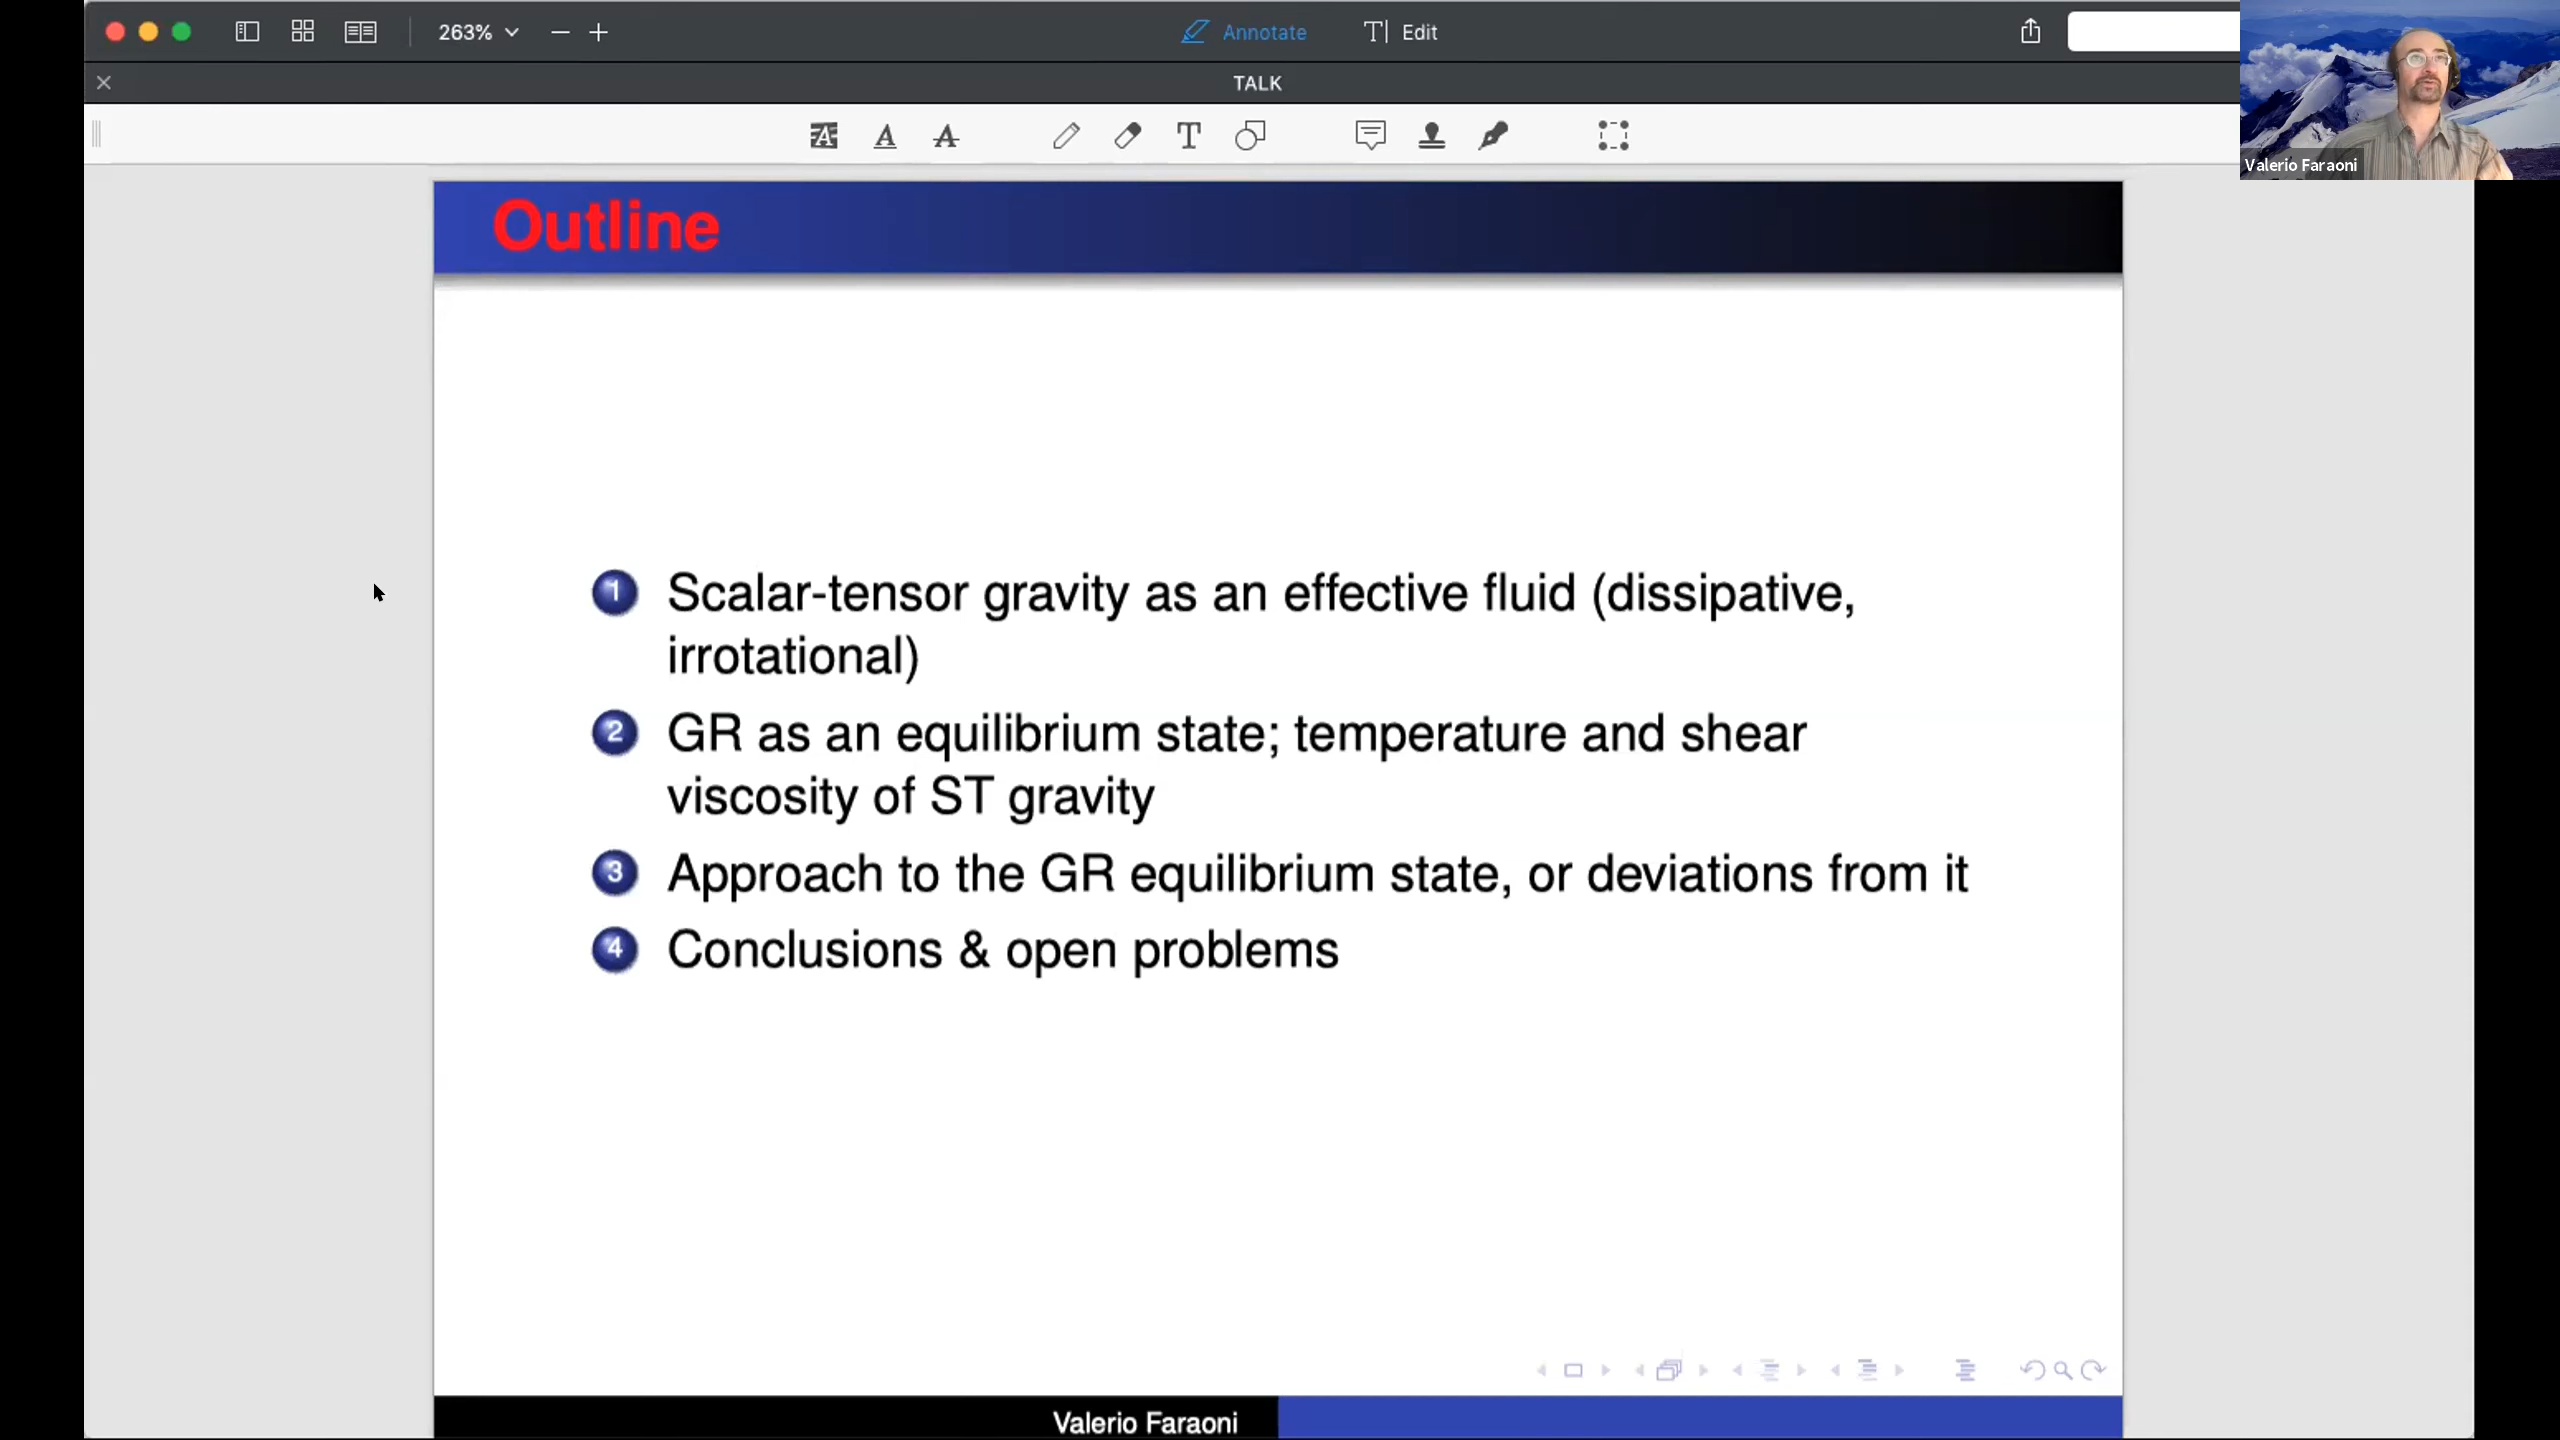 263%
Annotate
Edit
TALK
Valerio Faraoni
Outline
1 Scalar-tensor gravity as an effective fluid (dissipative,
irrotational)
2 GR as an equilibrium state; temperature and shear
viscosity of ST gravity
3 Approach to the GR equilibrium state, or deviations from it
4 Conclusions & open problems
Valerio Faraoni